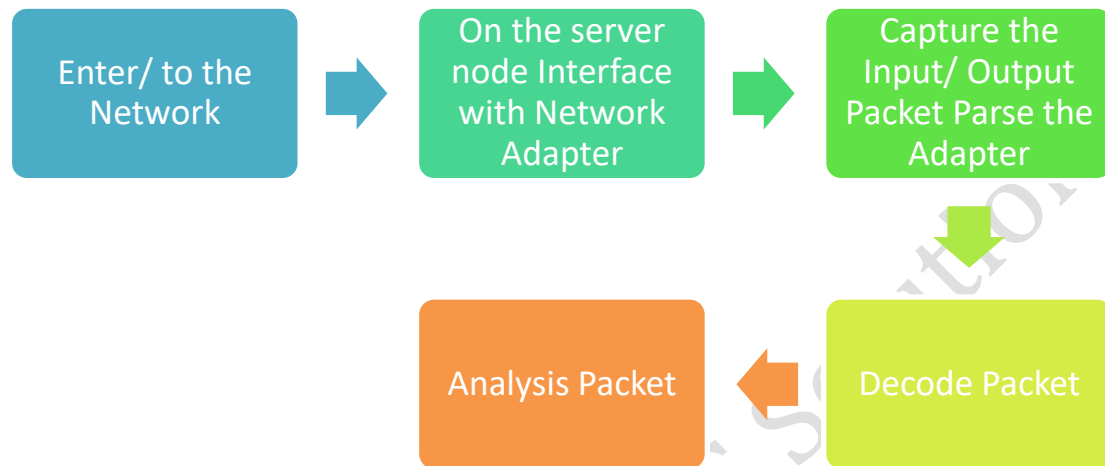 Enter/ to the
Network
On the server
node Interface
with Network
Adapter
Capture the
Input/ Output
Packet Parse the
Adapter
Decode Packet
Analysis Packet